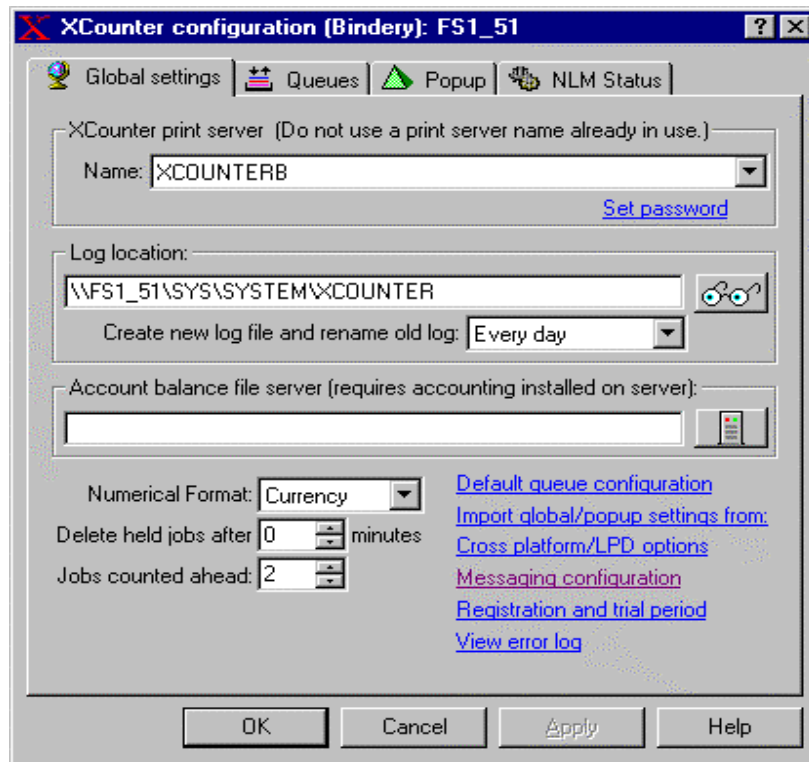 XCounter configuration (Bindery): FS1_51
Global settings Queues Popup NLM Status
XCounter print server (Do not use a print server name already in use.)
Name: XCOUNTERB
Set password
Log location:
\\FS1_51\SYS\SYSTEM\XCOUNTER
Create new log file and rename old log: Every day
Account balance file server (requires accounting installed on server):
Numerical Format: Currency
Delete held jobs after 0 minutes
Jobs counted ahead: 2
Default queue configuration
Import global/popup settings from:
Cross platform/LPD options
Messaging configuration
Registration and trial period
View error log
OK Cancel Apply Help